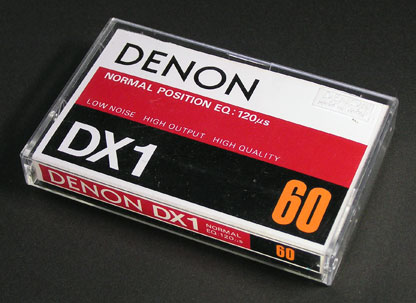 DENON
NORMAL POSITION EQ: 120μs
LOW NOISE HIGH OUTPUT HIGH QUALITY
DX1
60
DENON DX1
NORMAL
EQ:120μs
60